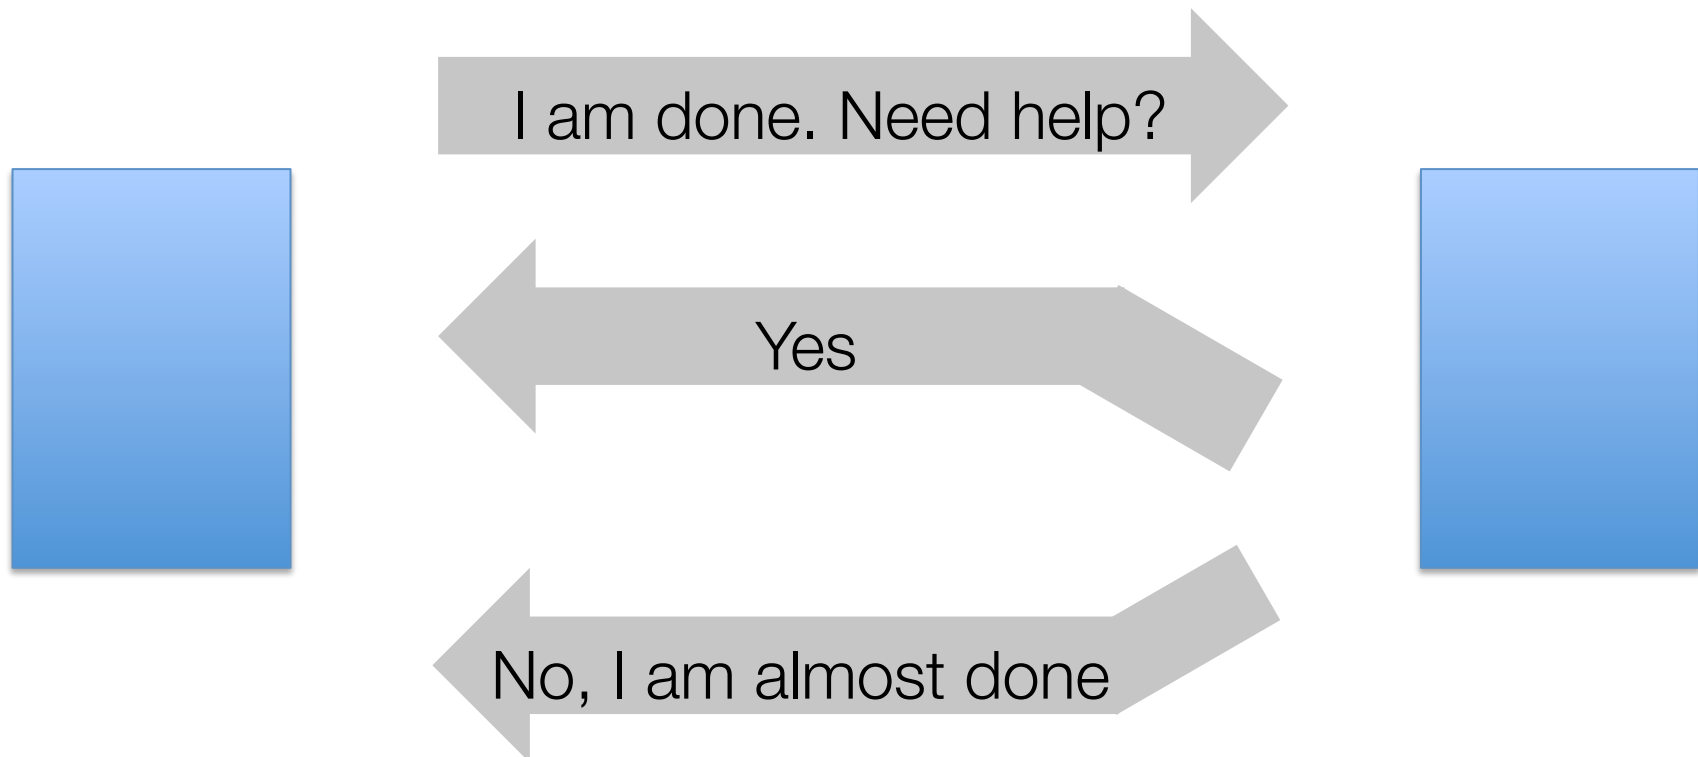 I am done. Need help?
Yes
No, I am almost done